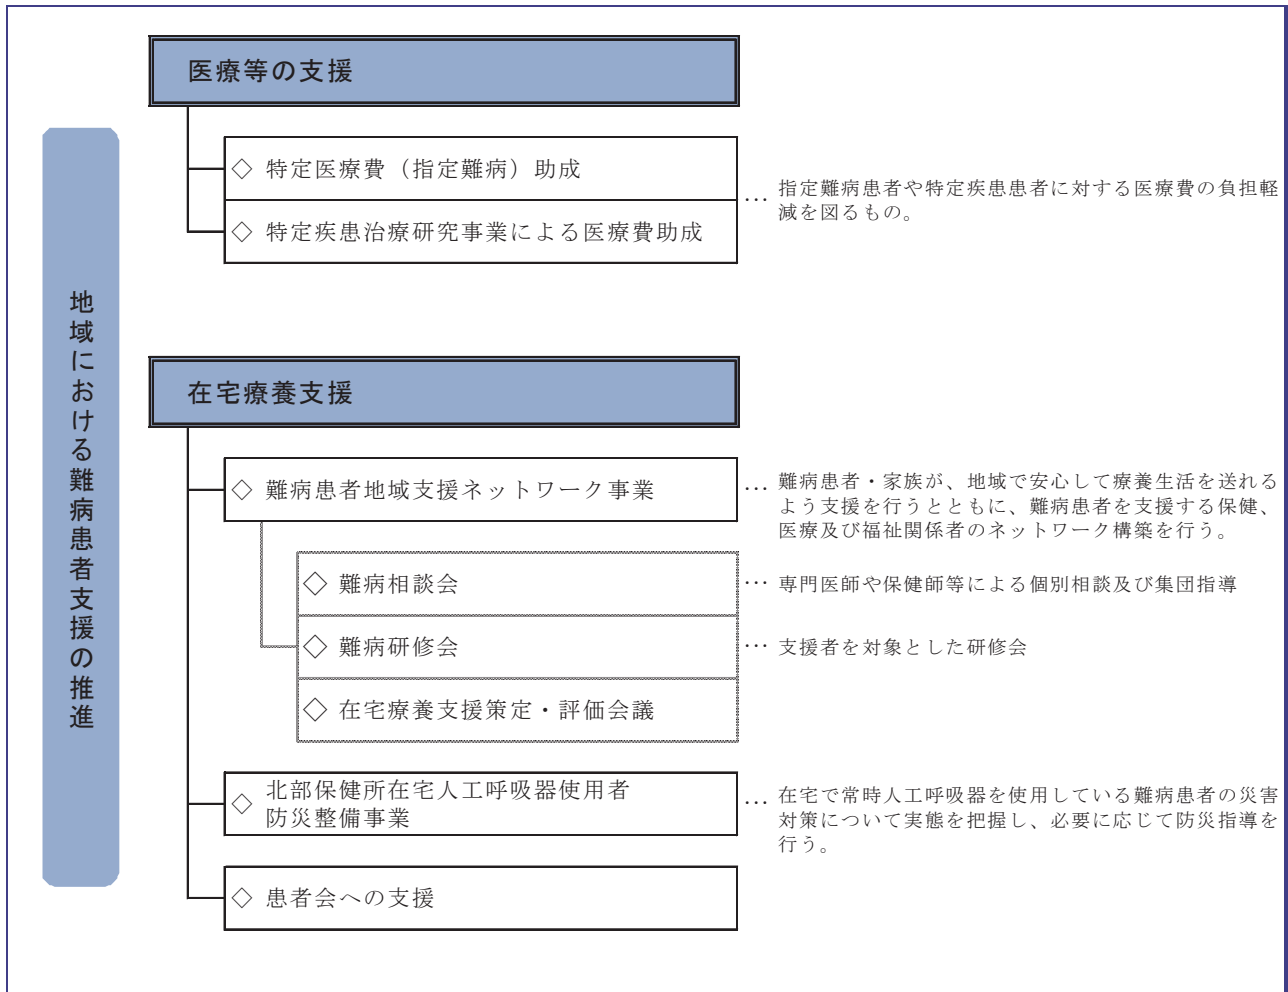 地域における難病患者支援の推進
医療等の支援
◇ 特定医療費（指定難病）助成
◇ 特定疾患治療研究事業による医療費助成
… 指定難病患者や特定疾患患者に対する医療費の負担軽
減を図るもの。
在宅療養支援
◇ 難病患者地域支援ネットワーク事業
… 難病患者・家族が、地域で安心して療養生活を送れる
よう支援を行うとともに、難病患者を支援する保健、
医療及び福祉関係者のネットワーク構築を行う。
◇ 難病相談会
… 専門医師や保健師等による個別相談及び集団指導
◇ 難病研修会
… 支援者を対象とした研修会
◇ 在宅療養支援策定・評価会議
◇ 北部保健所在宅人工呼吸器使用者
防災整備事業
… 在宅で常時人工呼吸器を使用している難病患者の災害
対策について実態を把握し、必要に応じて防災指導を
行う。
◇ 患者会への支援